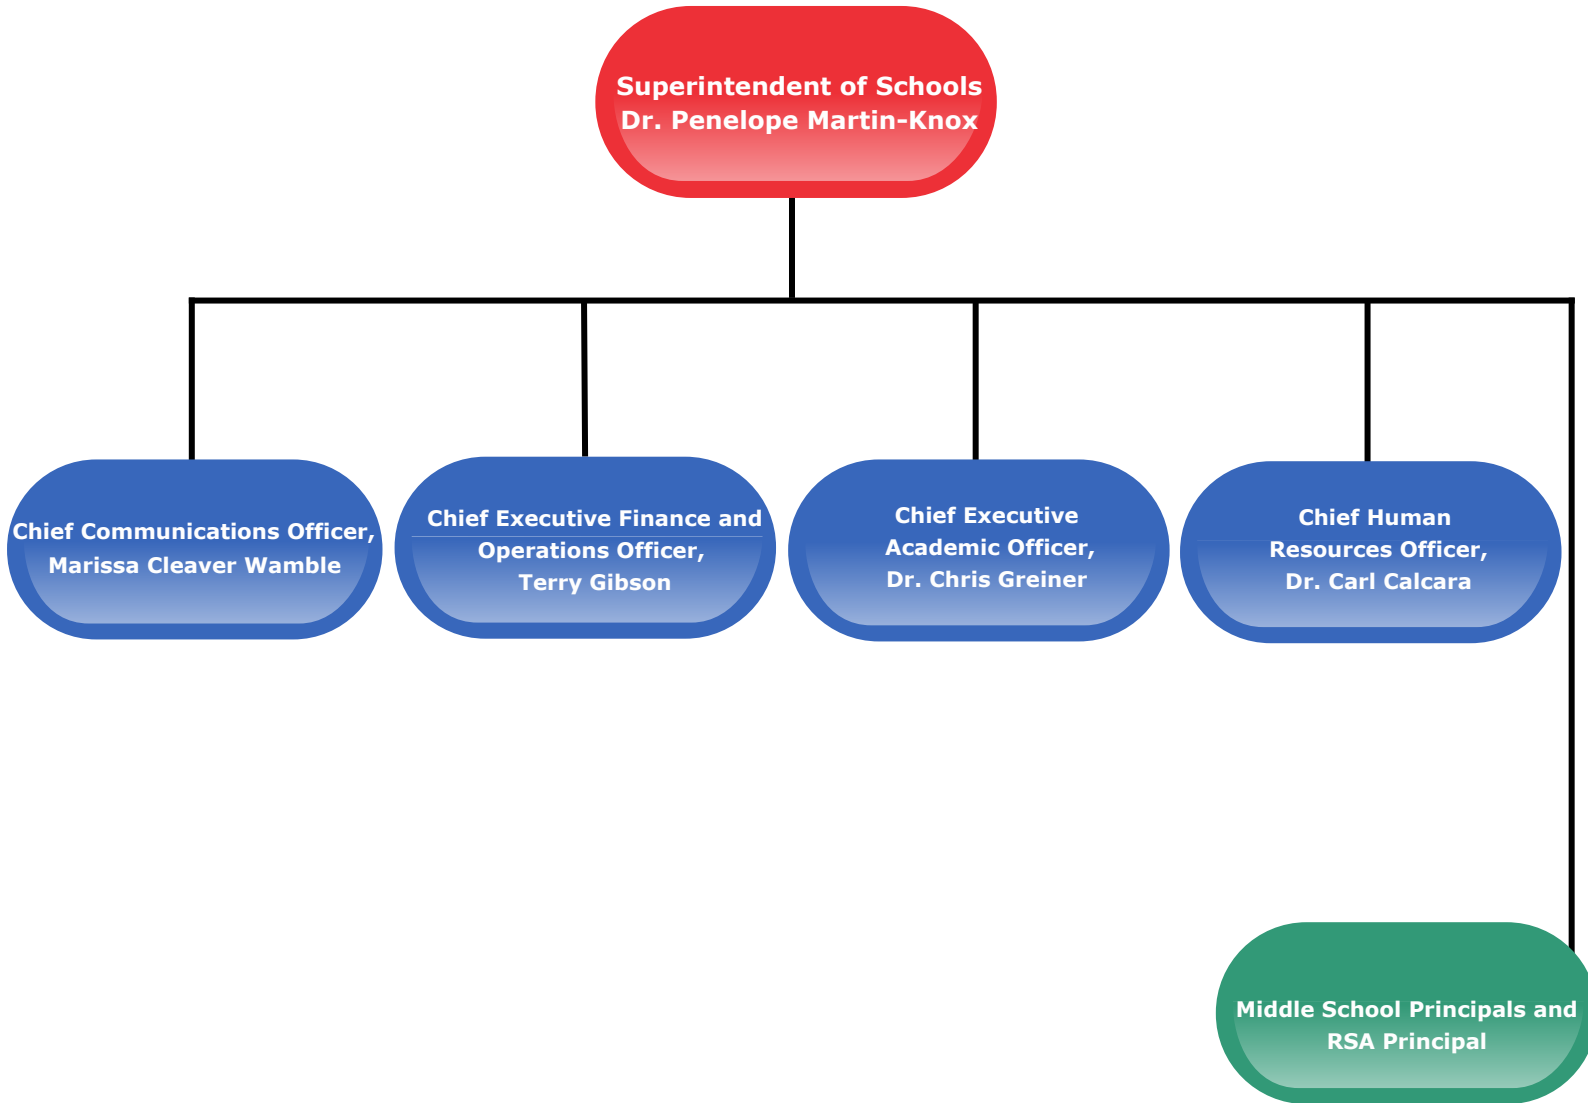 Superintendent of Schools
Dr. Penelope Martin-Knox
Chief Communications Officer,
Marissa Cleaver Wamble
Chief Executive Finance and
Operations Officer,
Terry Gibson
Chief Executive
Academic Officer,
Dr. Chris Greiner
Chief Human
Resources Officer,
Dr. Carl Calcara
Middle School Principals and
RSA Principal